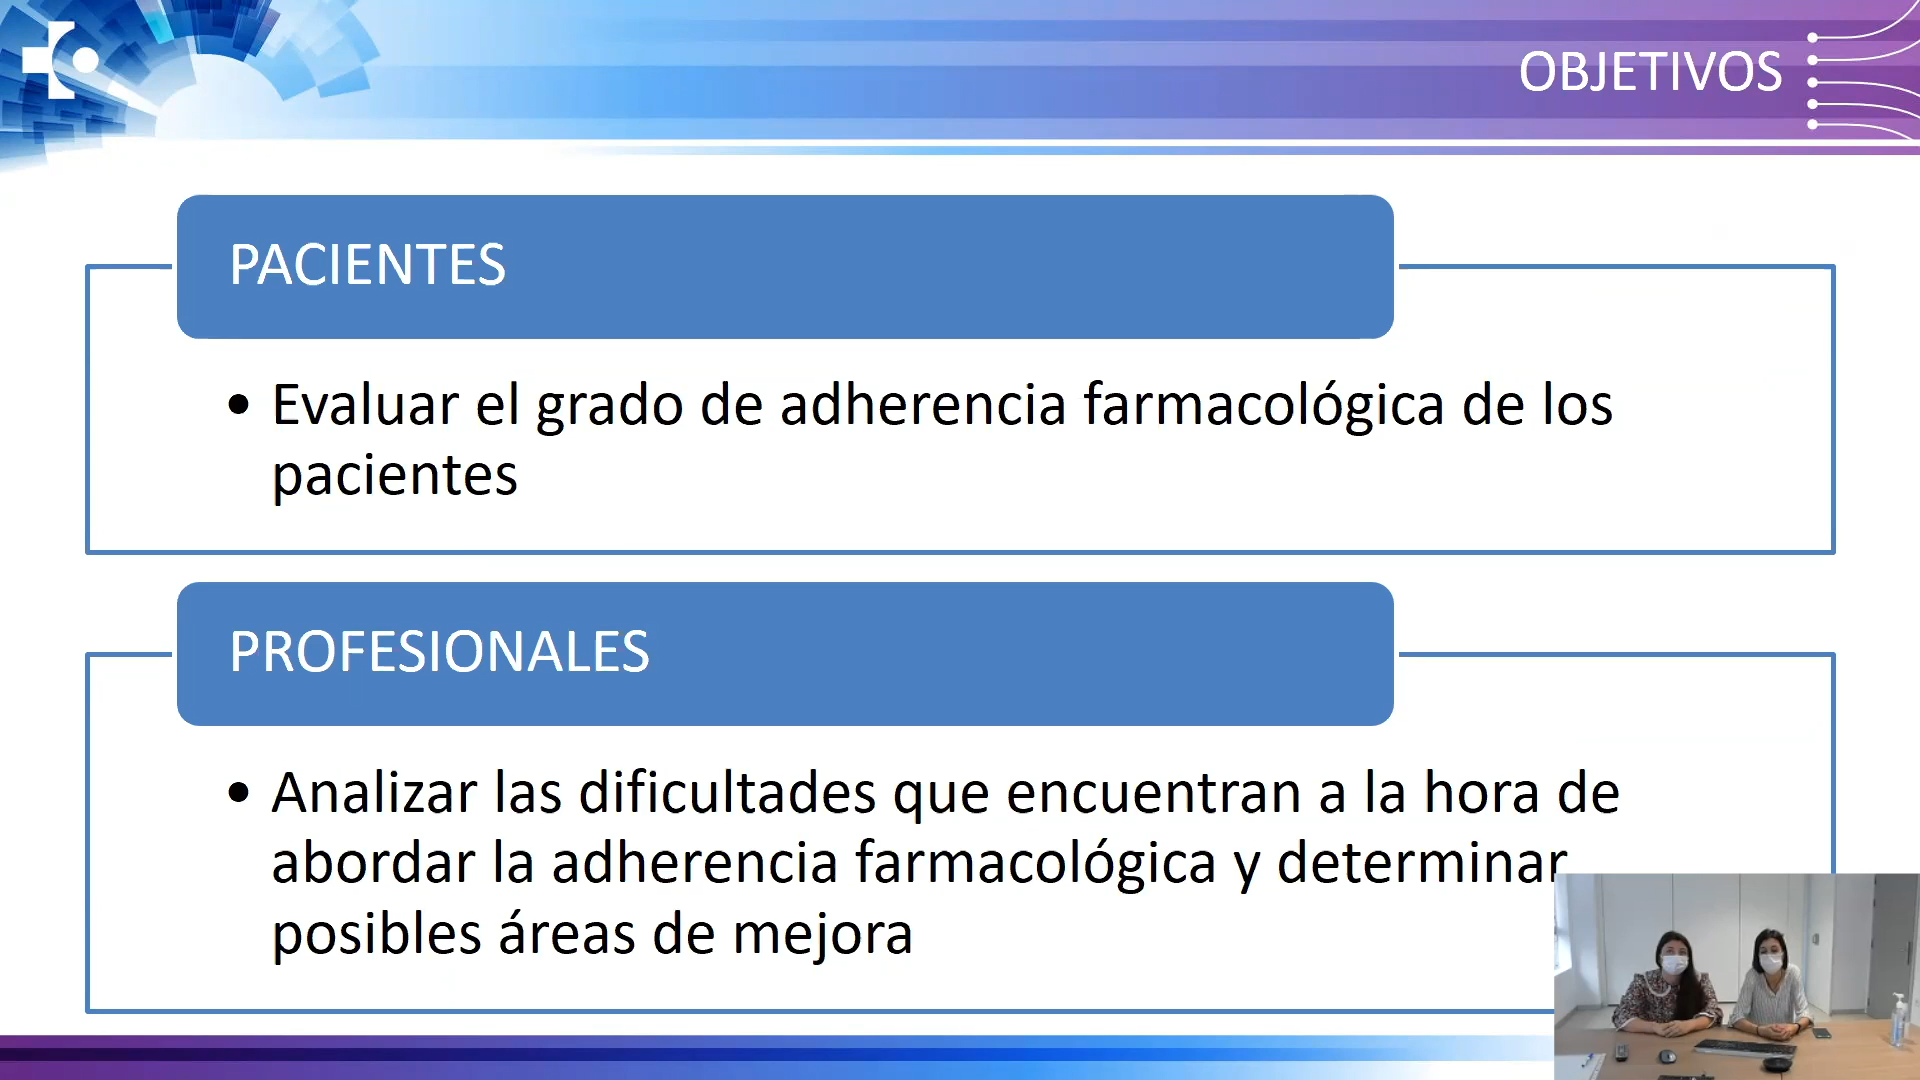 OBJETIVOS
PACIENTES
• Evaluar el grado de adherencia farmacológica de los
pacientes
PROFESIONALES
• Analizar las dificultades que encuentran a la hora de
abordar la adherencia farmacológica y determinar
posibles áreas de mejora